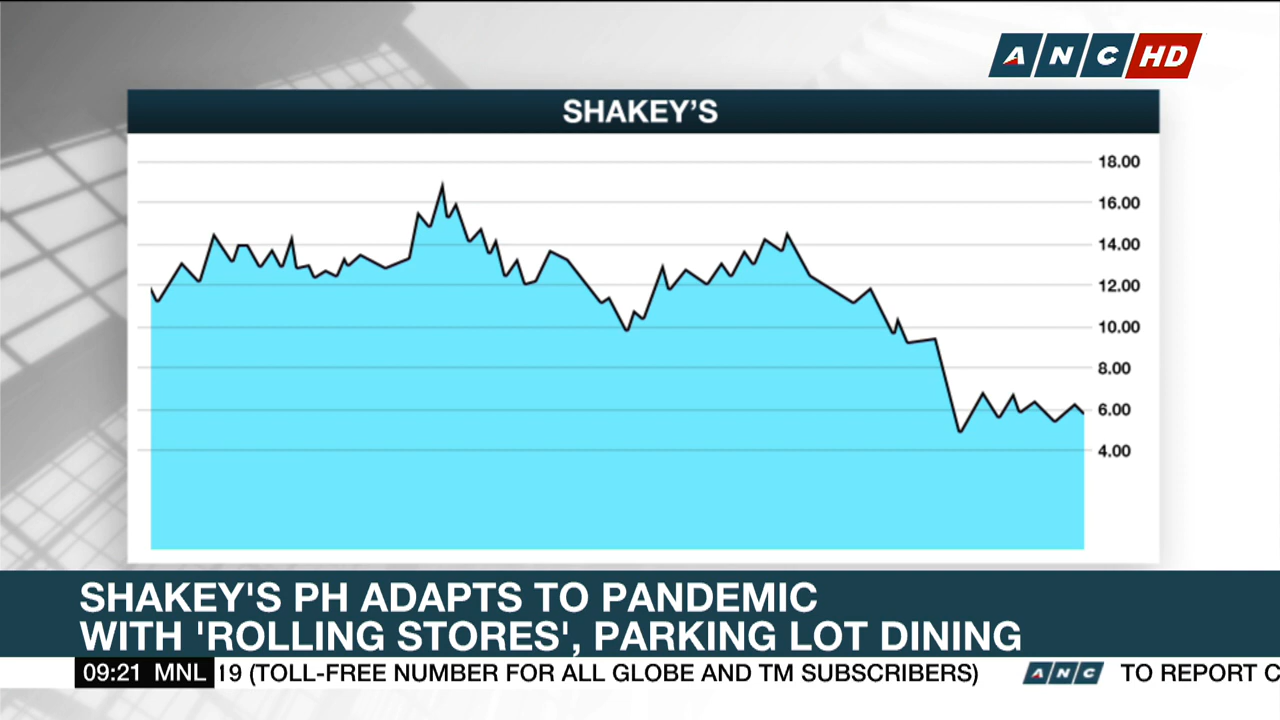 ANC HD
SHAKEY'S
18.00
16.00
14.00
12.00
10.00
8.00
6.00
4.00
SHAKEY'S PH ADAPTS TO PANDEMIC
WITH 'ROLLING STORES', PARKING LOT DINING
09:21 MNL 19 (TOLL-FREE NUMBER FOR ALL GLOBE AND TM SUBSCRIBERS) ANC TO REPORT C